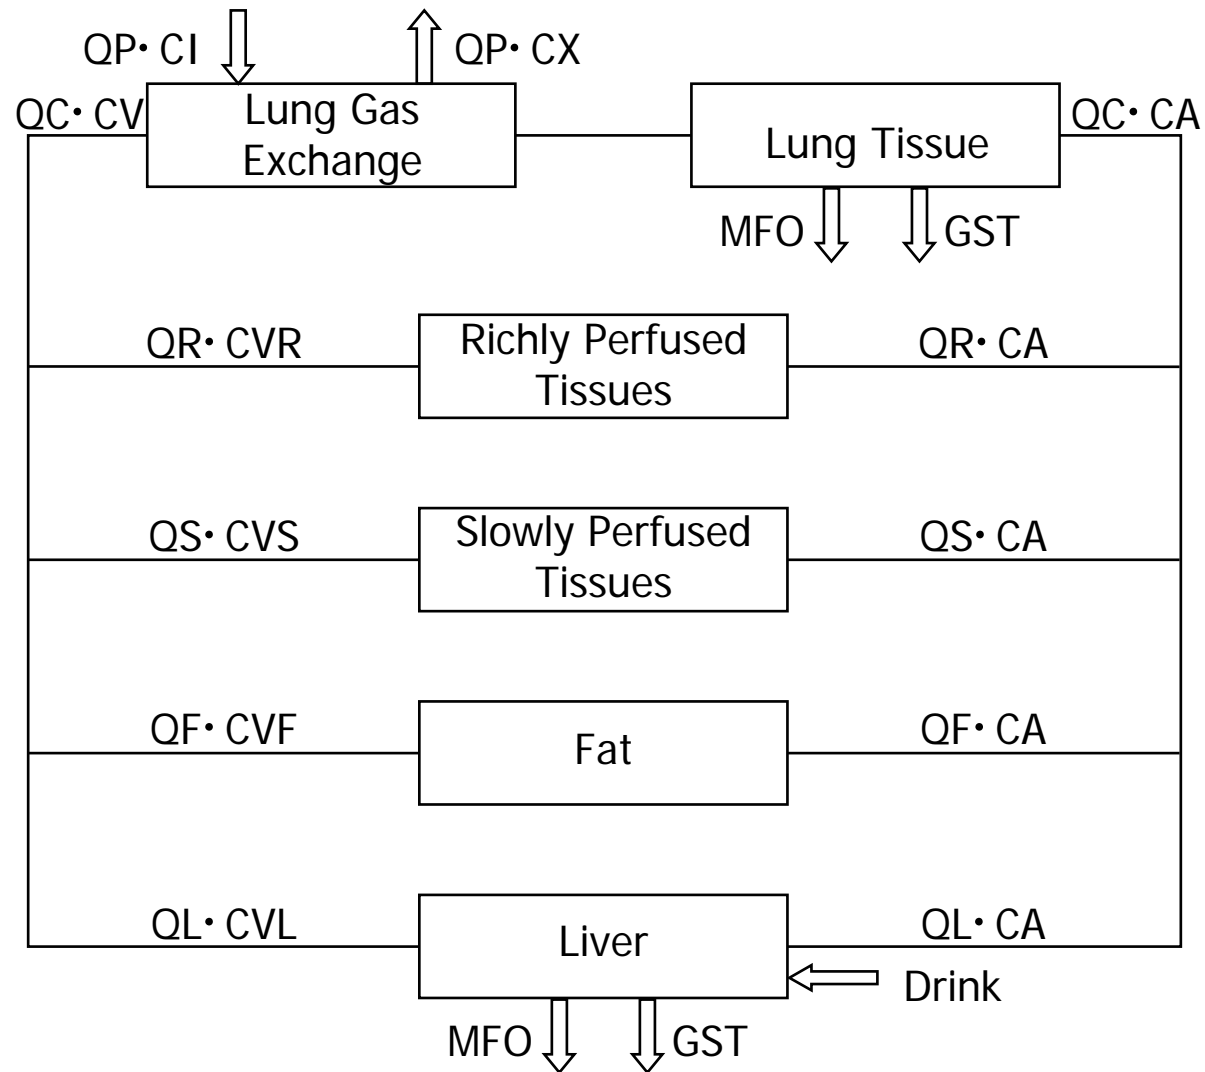 QP· CI
QP· CX
QC· CV
Lung Gas
Exchange
Lung Tissue
QC· CA
MFO
GST
QR· CVR
Richly Perfused
Tissues
QR· CA
QS· CVS
Slowly Perfused
Tissues
QS· CA
QF· CVF
Fat
QF· CA
QL· CVL
Liver
QL· CA
Drink
MFO
GST